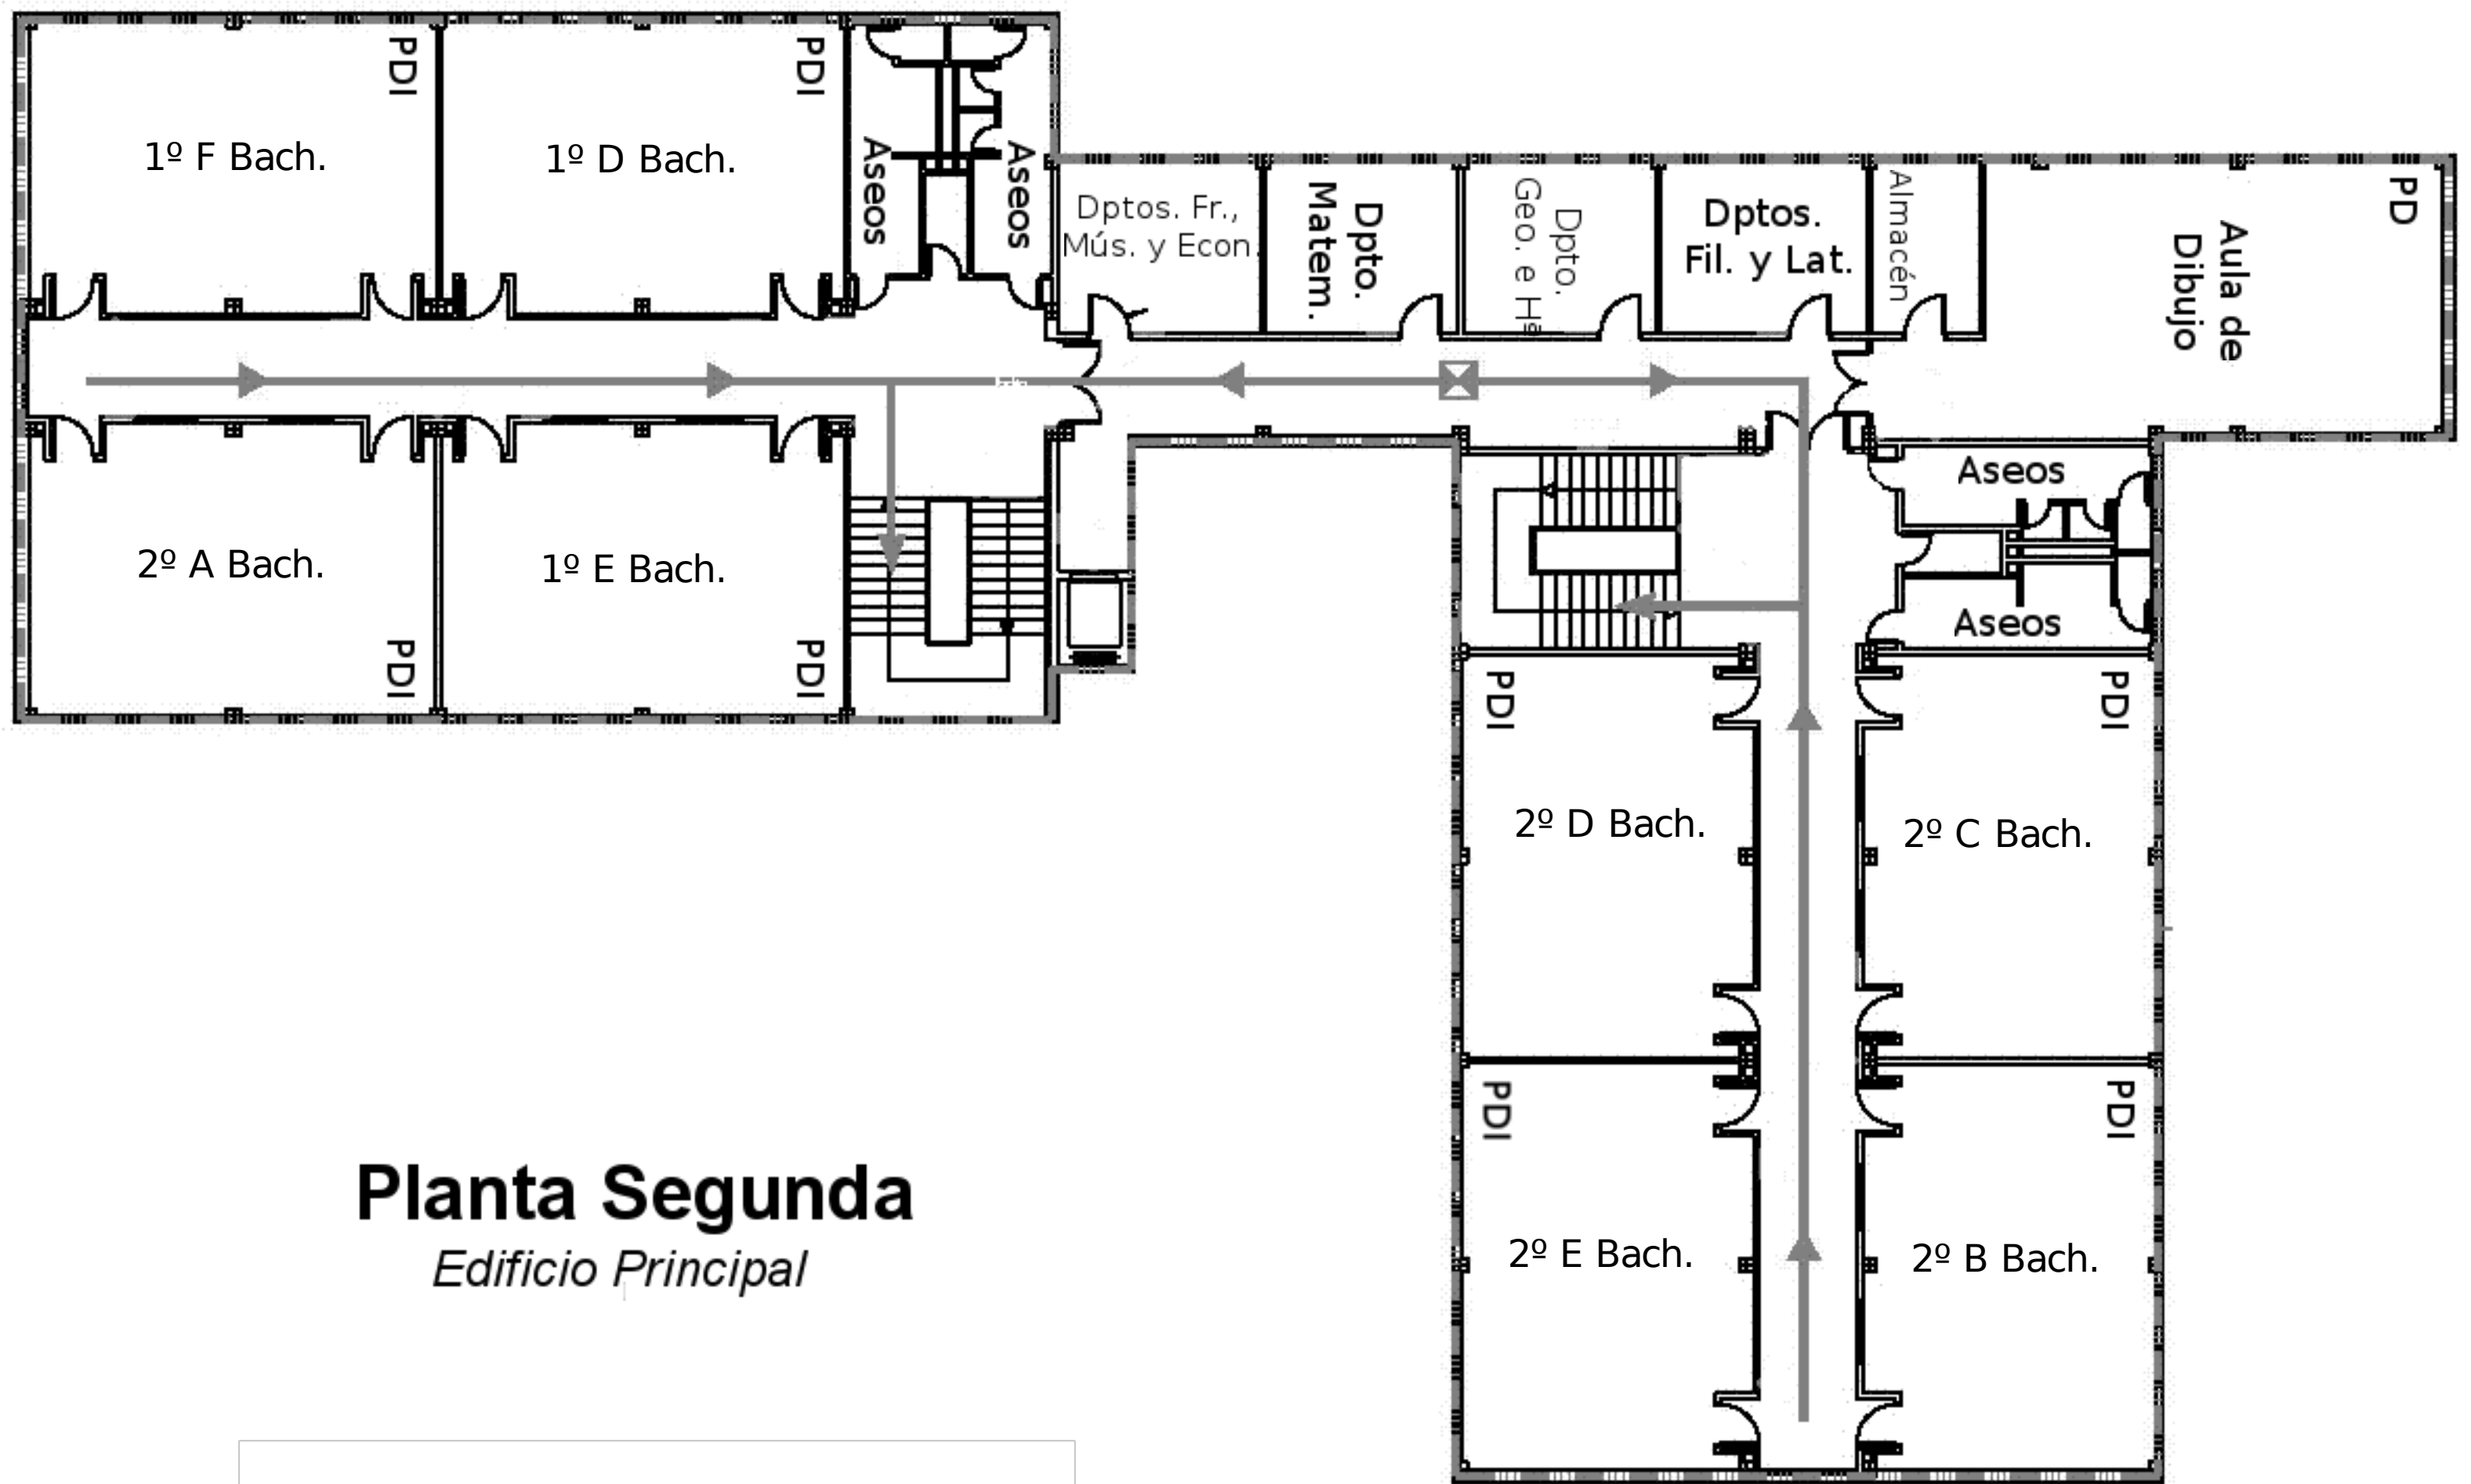 PDI
PDI
1º F Bach.
1º D Bach.
Aseos
Aseos
Dptos. Fr.,
Mús. y Econ.
Dpto.
Matem.
Dpto.
Geo. e Hª
Dptos.
Fil. y Lat.
Almacén
Aula de
Dibujo
PD
2º A Bach.
1º E Bach.
PDI
PDI
Aseos
Aseos
PDI
PDI
2º D Bach.
2º C Bach.
PDI
PDI
2º E Bach.
2º B Bach.
Planta Segunda
Edificio Principal